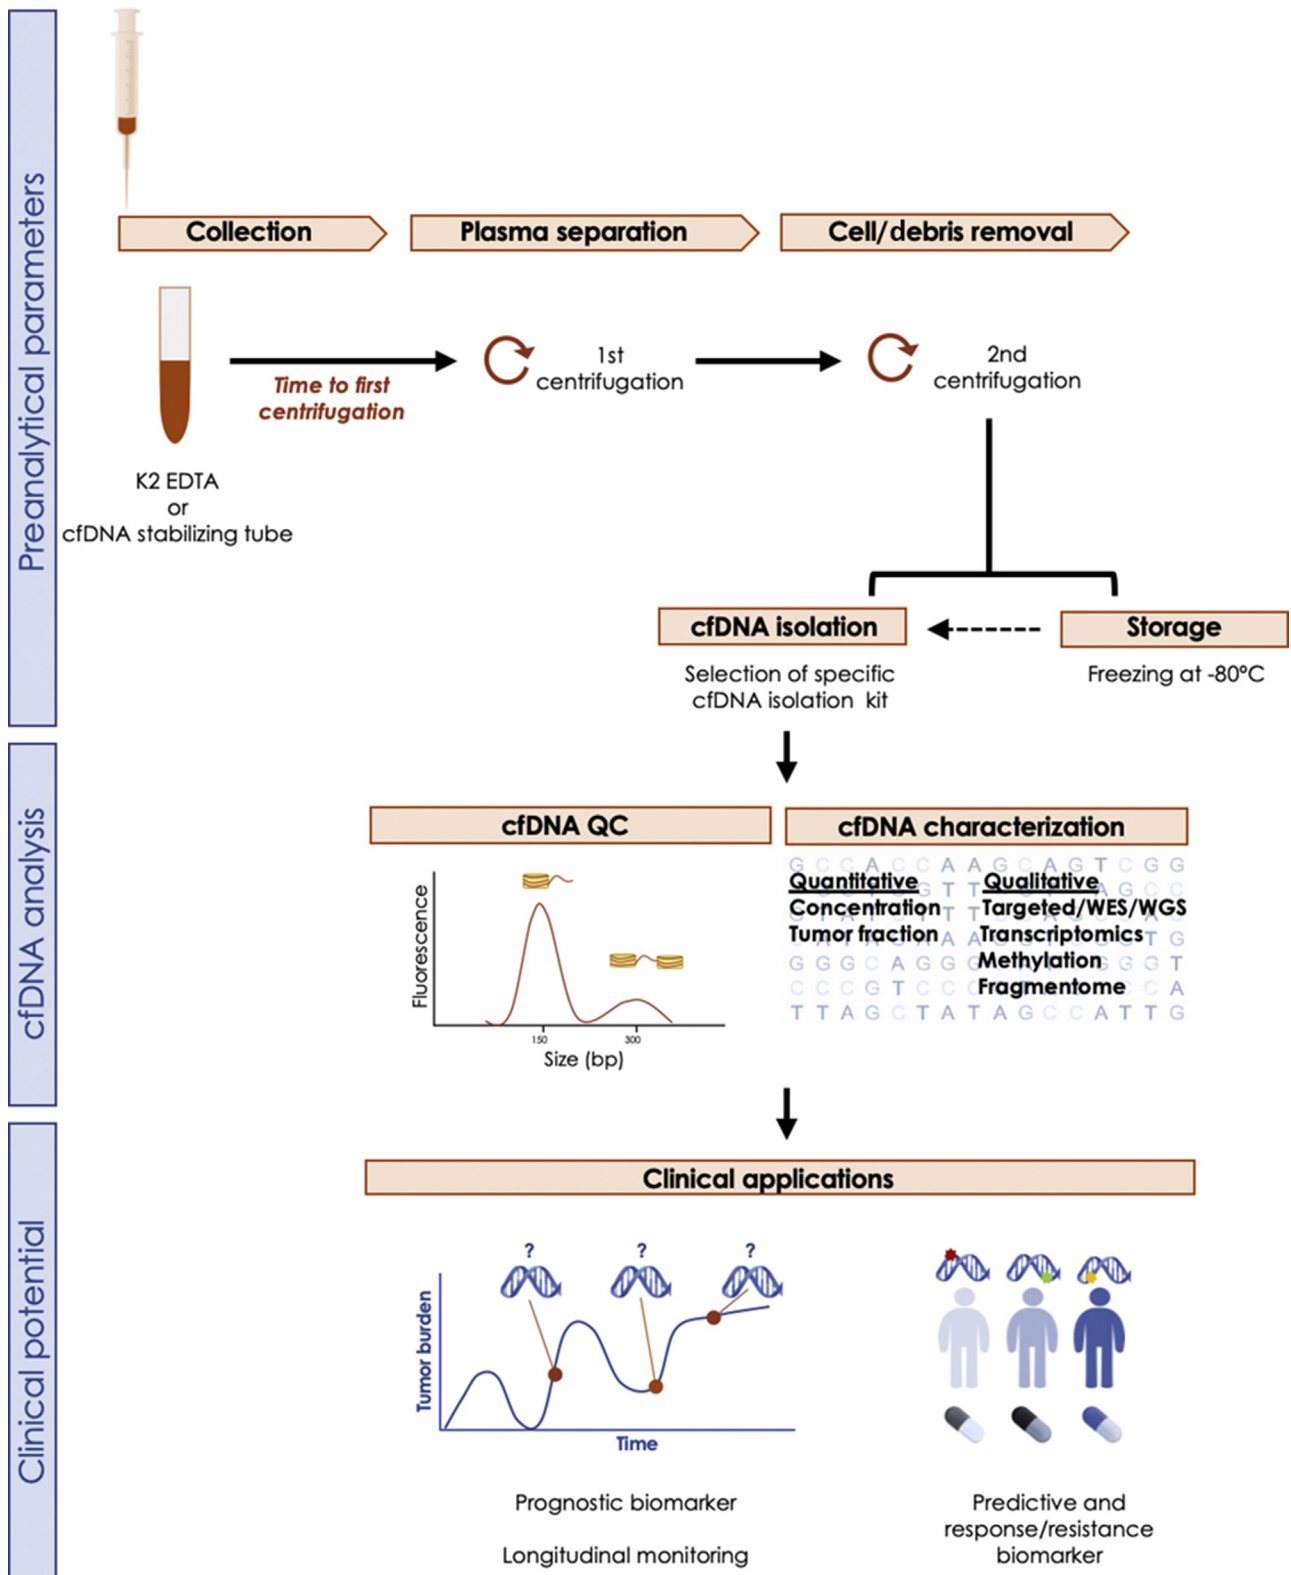 Preanalytical parameters
Collection
Plasma separation
Cell/debris removal
Time to first
centrifugation
1st
centrifugation
2nd
centrifugation
K2 EDTA
or
cfDNA stabilizing tube
cfDNA isolation
Storage
Selection of specific
cfDNA isolation kit
Freezing at -80ºC
cfDNA analysis
cfDNA QC
cfDNA characterization
Fluorescence
150
300
Size (bp)
G C C A C C A A G C A G T C G G
Quantitative
Qualitative
Concentration
Targeted/WES/WGS
Tumor fraction
Transcriptomics
Methylation
Fragmentome
T T A G C T A T A G C C A T T G
Clinical potential
Clinical applications
?
?
?
Tumor burden
Time
Prognostic biomarker
Longitudinal monitoring
Predictive and
response/resistance
biomarker